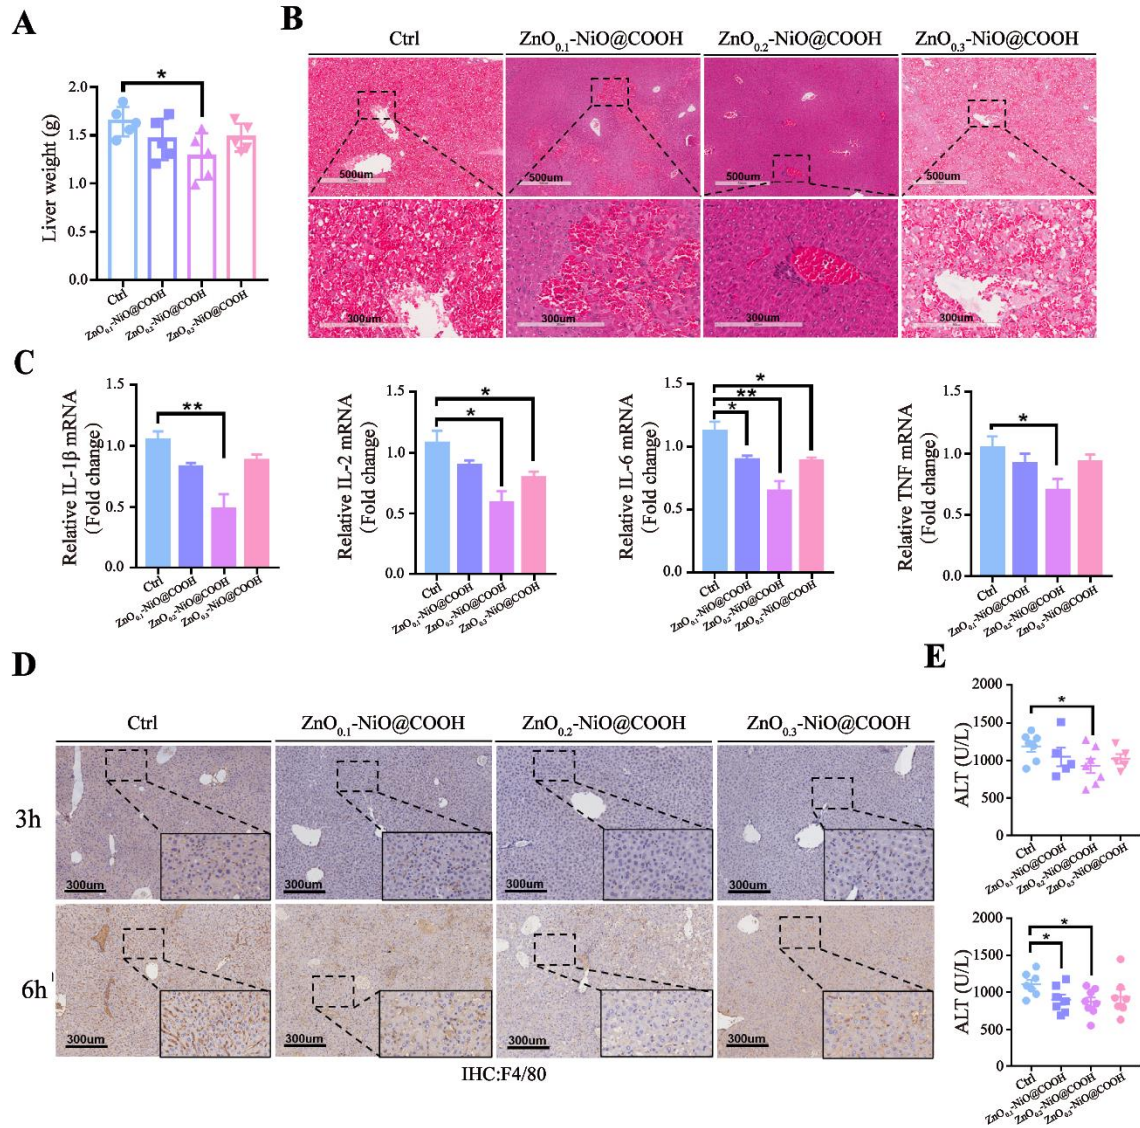 A
Liver weight (g)
2.0
1.5
1.0
0.5
0.0
*
Ctrl
ZnO0.1-NiO@COOH
ZnO0.2-NiO@COOH
ZnO0.3-NiO@COOH
B
Ctrl
ZnO0.1-NiO@COOH
ZnO0.2-NiO@COOH
ZnO0.3-NiO@COOH
500um
500um
500um
500um
300um
300um
300um
300um
C
Relative IL-1β mRNA
(Fold change)
1.5
1.0
0.5
0.0
**
Ctrl
ZnO0.1-NiO@COOH
ZnO0.2-NiO@COOH
ZnO0.3-NiO@COOH
Relative IL-2 mRNA
(Fold change)
1.5
1.0
0.5
0.0
*
*
Ctrl
ZnO0.1-NiO@COOH
ZnO0.2-NiO@COOH
ZnO0.3-NiO@COOH
Relative IL-6 mRNA
(Fold change)
1.5
1.0
0.5
0.0
*
**
*
Ctrl
ZnO0.1-NiO@COOH
ZnO0.2-NiO@COOH
ZnO0.3-NiO@COOH
Relative TNF mRNA
(Fold change)
1.5
1.0
0.5
0.0
*
Ctrl
ZnO0.1-NiO@COOH
ZnO0.2-NiO@COOH
ZnO0.3-NiO@COOH
D
Ctrl
ZnO0.1-NiO@COOH
ZnO0.2-NiO@COOH
ZnO0.3-NiO@COOH
3h
300um
300um
300um
300um
6h
300um
300um
300um
300um
IHC:F4/80
E
ALT (U/L)
2000
1500
1000
500
0
*
Ctrl
ZnO0.1-NiO@COOH
ZnO0.2-NiO@COOH
ZnO0.3-NiO@COOH
ALT (U/L)
2000
1500
1000
500
0
*
*
Ctrl
ZnO0.1-NiO@COOH
ZnO0.2-NiO@COOH
ZnO0.3-NiO@COOH